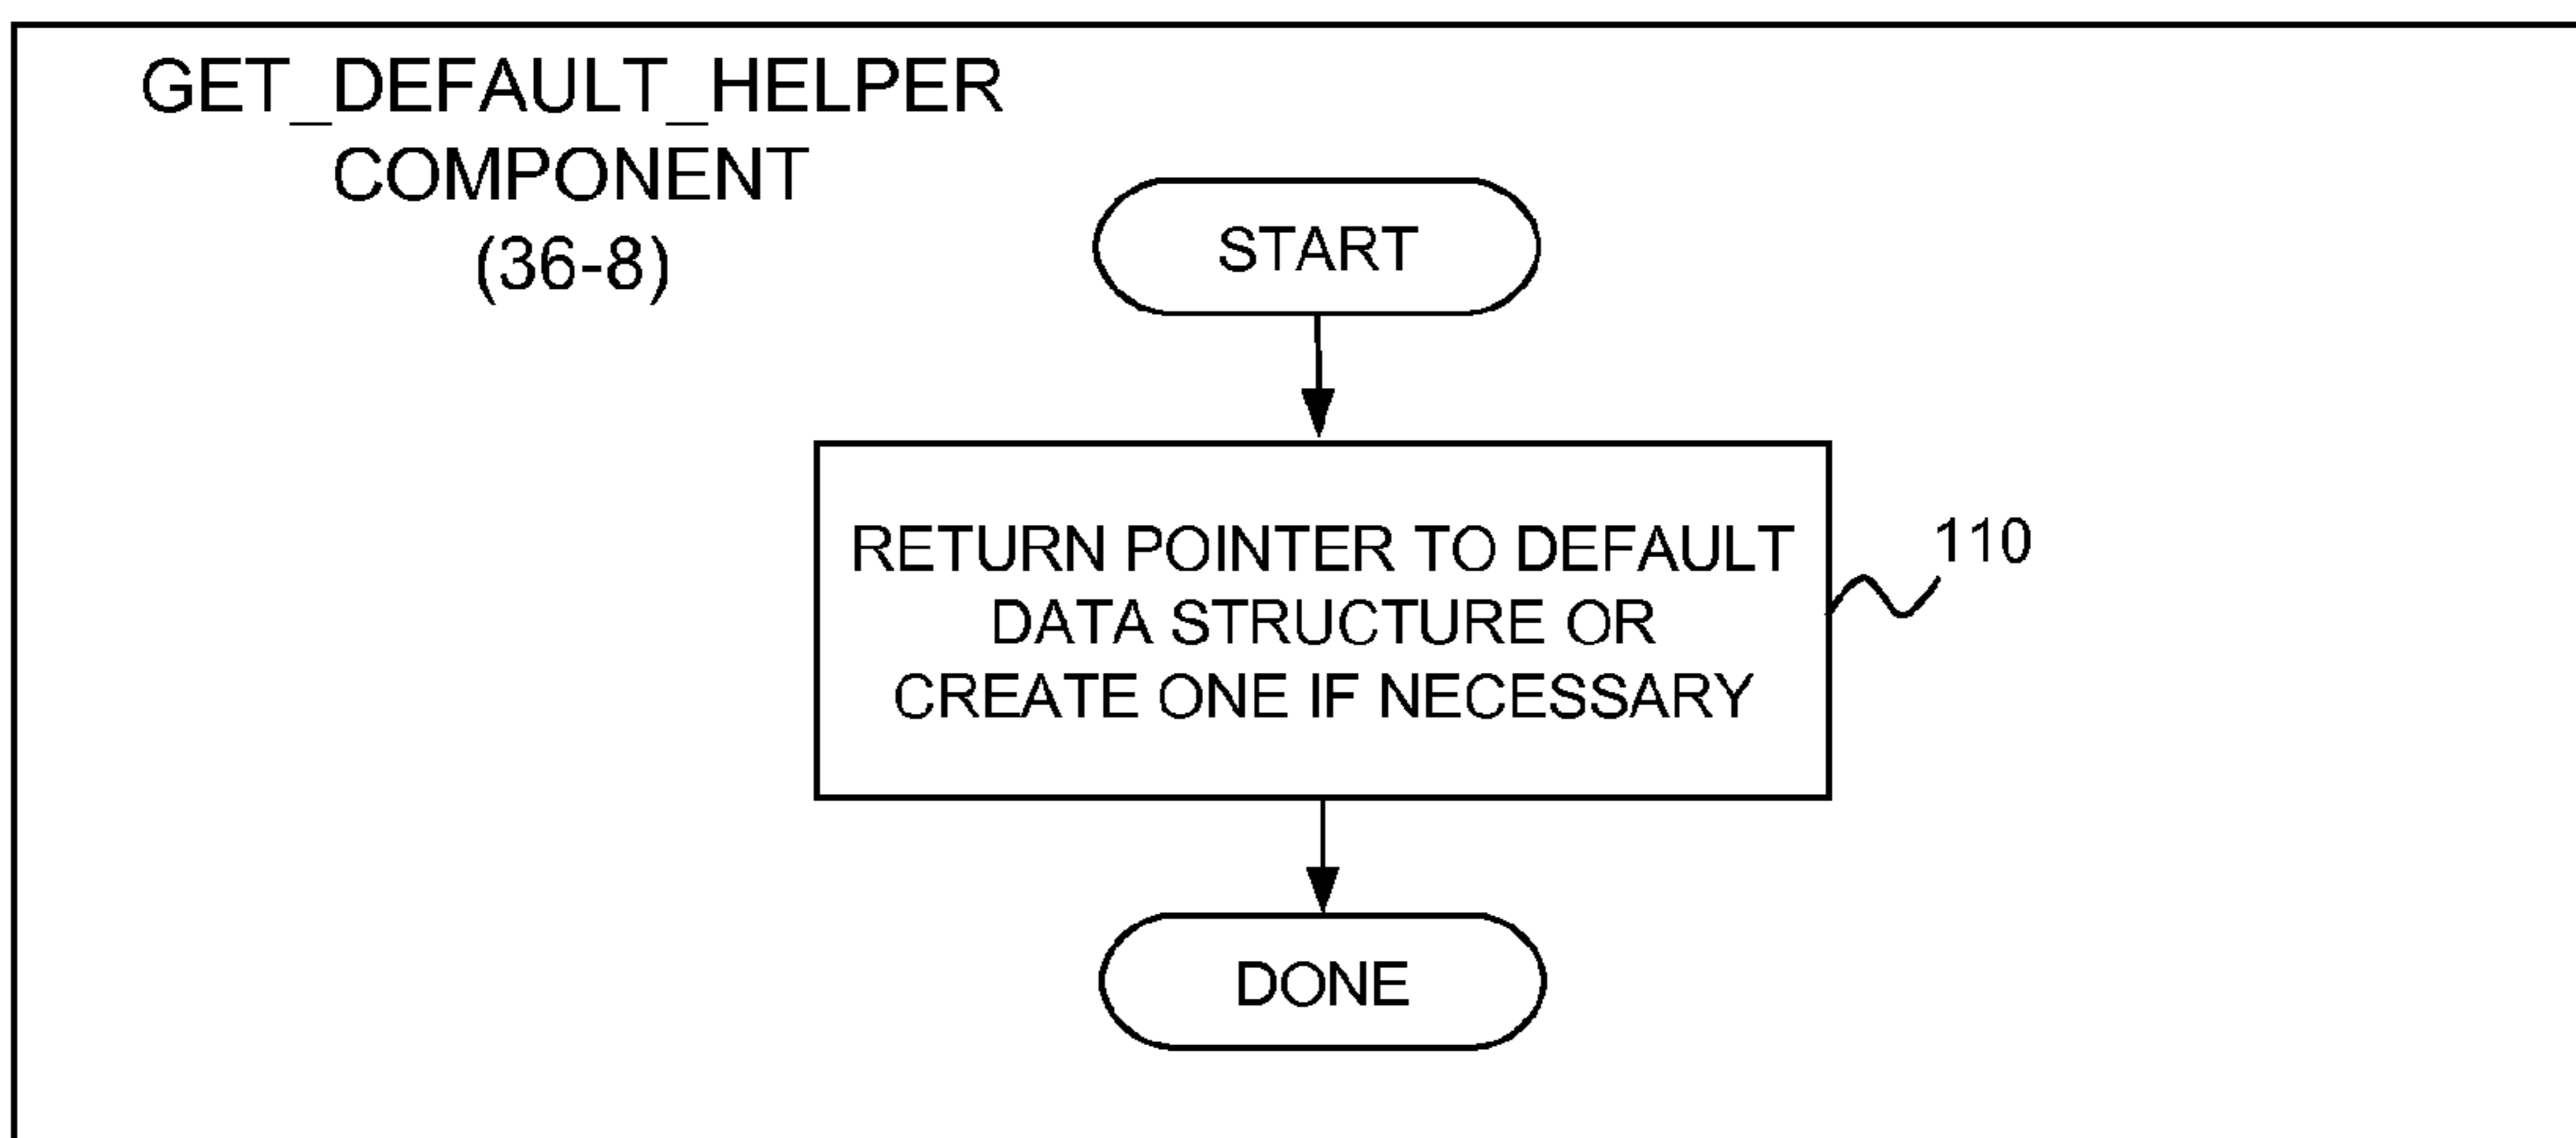 GET_DEFAULT_HELPER
COMPONENT
(36-8)
START
RETURN POINTER TO DEFAULT
DATA STRUCTURE OR
CREATE ONE IF NECESSARY
110
DONE